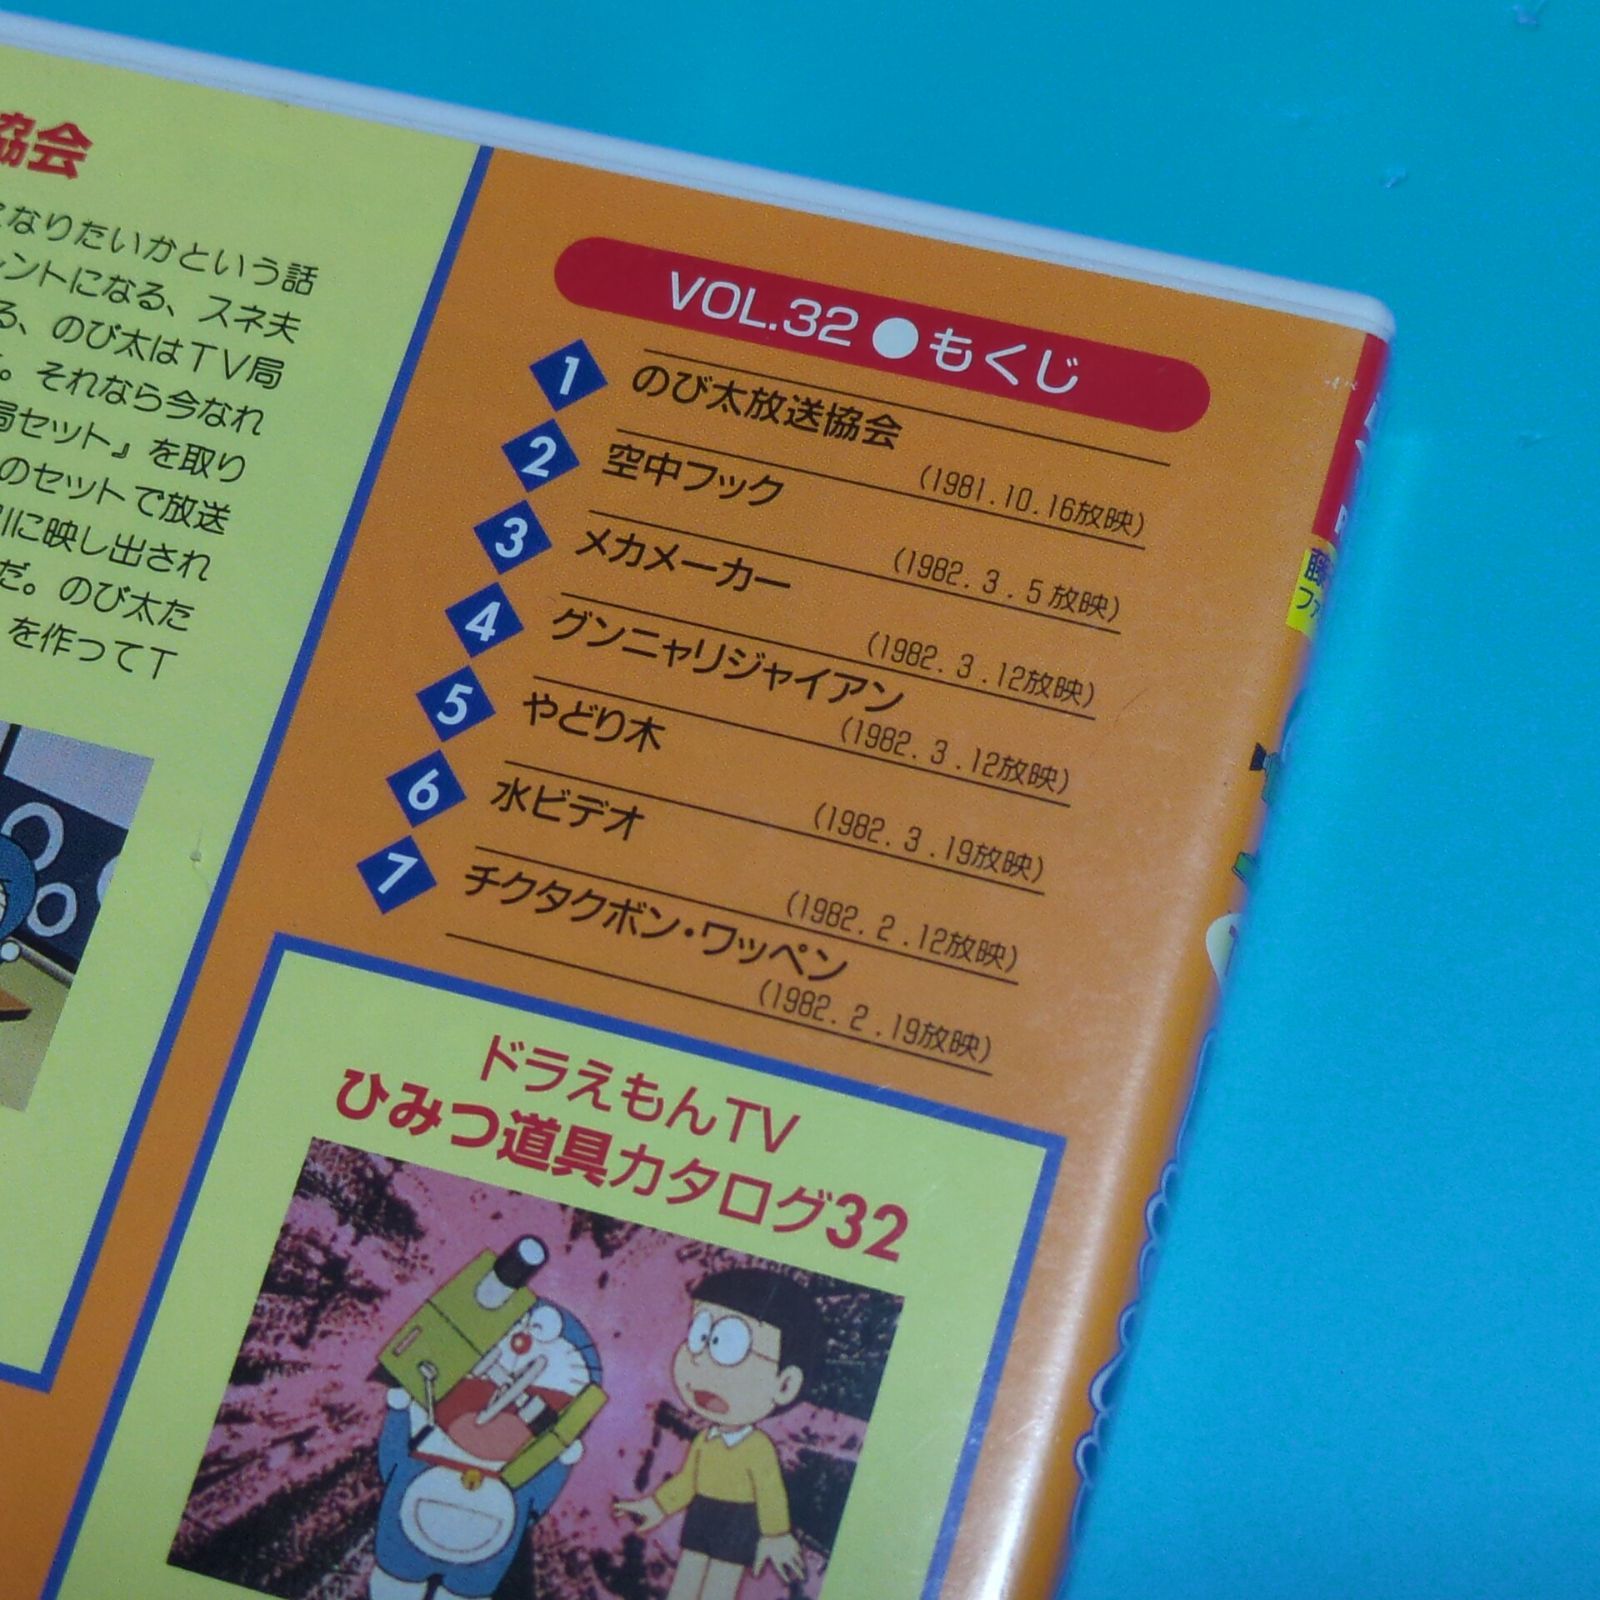 協会
なりたいかという話
ントになる、スネ夫
る、のび太はTV局
。それなら今なれ
局セット』を取り
のセットで放送
に映し出され
だ。のび太た
を作ってT
VOL.32●もくじ
1 のび太放送協会
(1981.10.16放映)
2 空中フック
(1982.3.5放映)
3 メカメーカー
(1982.3.12放映)
4 グンニャリジャイアン
(1982.3.12放映)
5 やどり木
(1982.3.19放映)
6 水ビデオ
(1982.2.12放映)
7 チクタクボン・ワッペン
(1982.2.19放映)
ドラえもんTV
ひみつ道具カタログ32